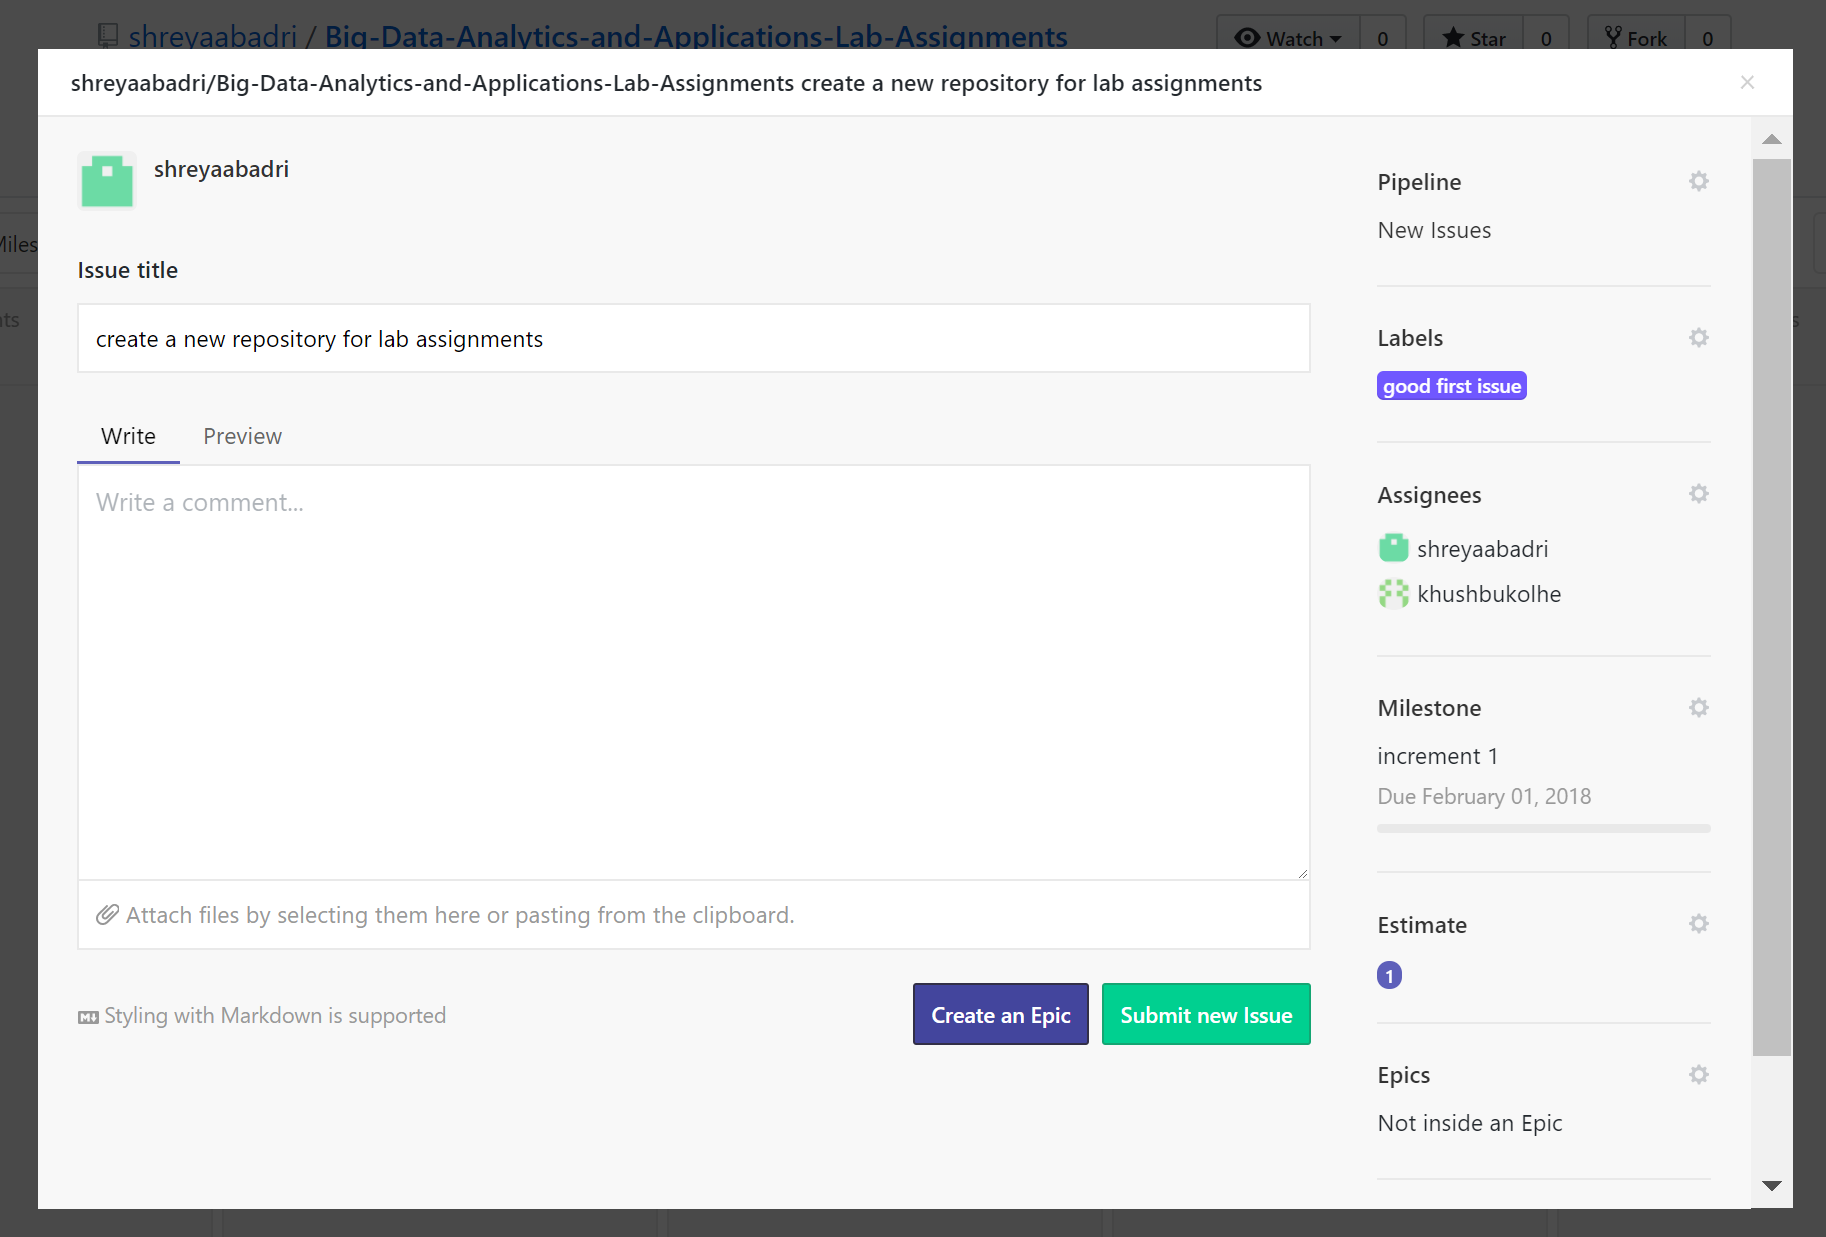 shreyaabadri / Big-Data-Analytics-and-Applications-Lab-Assignments
Watch 0 Star 0 Fork 0
shreyaabadri/Big-Data-Analytics-and-Applications-Lab-Assignments create a new repository for lab assignments
shreyaabadri
Issue title
create a new repository for lab assignments
Write Preview
Write a comment...
Attach files by selecting them here or pasting from the clipboard.
Styling with Markdown is supported
Create an Epic
Submit new Issue
Pipeline
New Issues
Labels
good first issue
Assignees
shreyaabadri
khushbukolhe
Milestone
increment 1
Due February 01, 2018
Estimate
1
Epics
Not inside an Epic